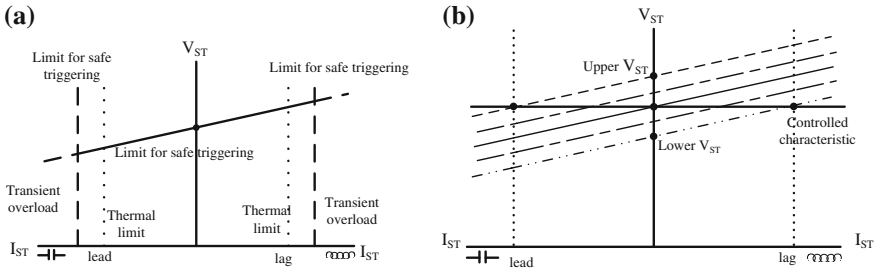 (a)
V_ST
Limit for safe
triggering
Limit for safe triggering
Limit for safe triggering
Transient
overload
Thermal
limit
Thermal
limit
Transient
overload
I_ST
lead
lag
I_ST
(b)
V_ST
Upper V_ST
Controlled
characteristic
Lower V_ST
I_ST
lead
lag
I_ST